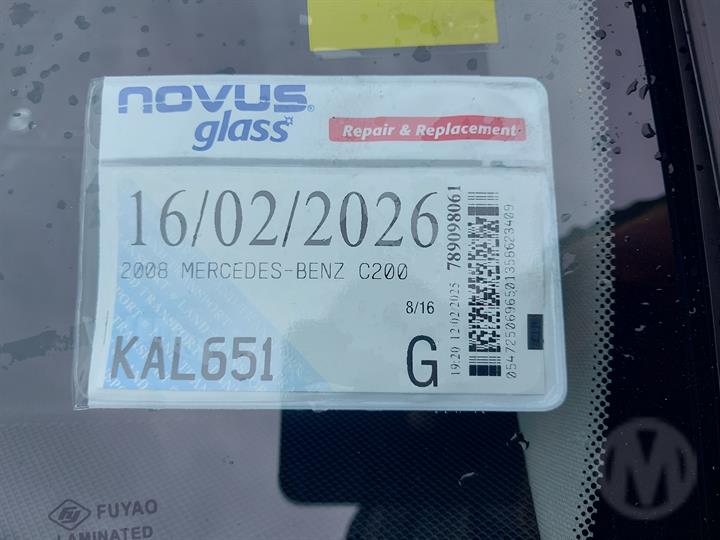 novus
glass
Repair & Replacement
16/02/2026
2008 MERCEDES-BENZ C200
8/16
KAL651
G
19:20 12/02/2025 789098061
0547250696501358623409
FUYAO
LAMINATED
M